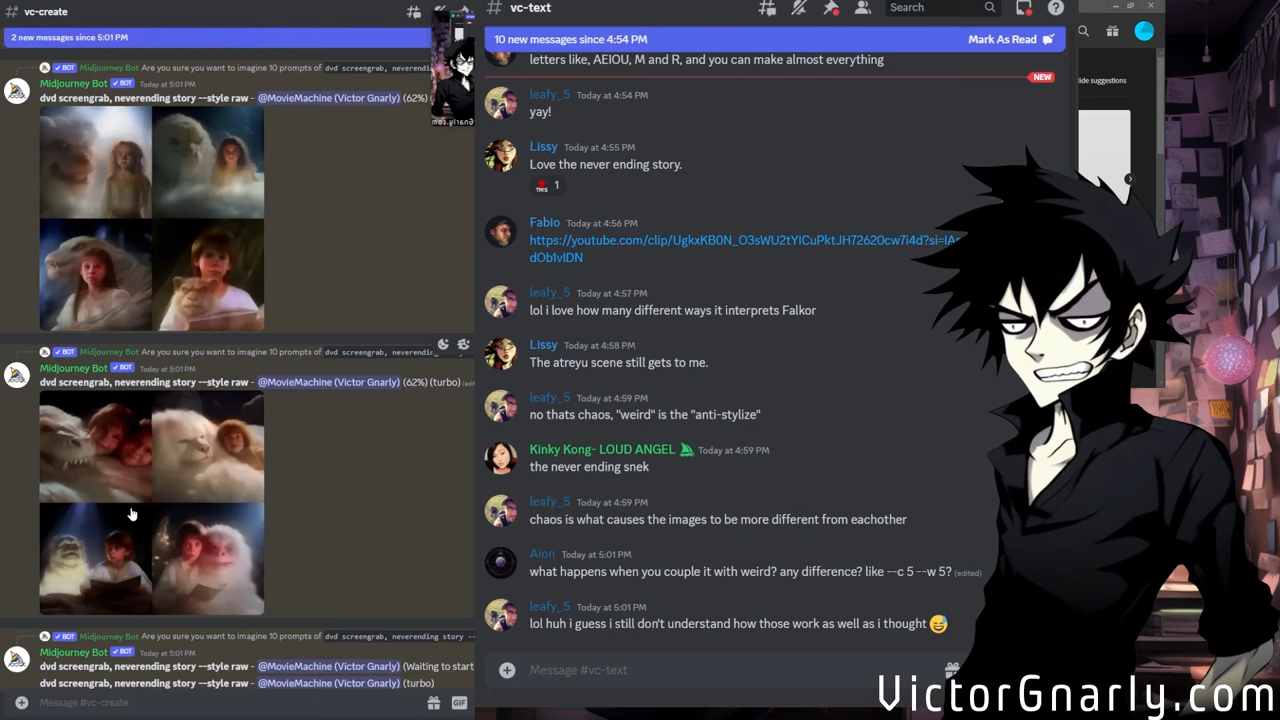 vc-create
2 new messages since 5:01 PM
BOT Midjourney Bot Are you sure you want to imagine 10 prompts of dvd screengrab, neverendin
Midjourney Bot BOT Today at 5:01 PM
dvd screengrab, neverending story --style raw - @MovieMachine (Victor Gnarly) (62%)
BOT Midjourney Bot Are you sure you want to imagine 10 prompts of dvd screengrab, neverending
Midjourney Bot BOT Today at 5:01 PM
dvd screengrab, neverending story --style raw - @MovieMachine (Victor Gnarly) (62%) (turbo) (edi
BOT Midjourney Bot Are you sure you want to imagine 10 prompts of dvd screengrab, neverending story --
Midjourney Bot BOT Today at 5:01 PM
dvd screengrab, neverending story --style raw - @MovieMachine (Victor Gnarly) (Waiting to start
dvd screengrab, neverending story --style raw - @MovieMachine (Victor Gnarly) (turbo)
Message #vc-create
GIF
vc-text
Search
10 new messages since 4:54 PM
Mark As Read
letters like, AEIOU, M and R, and you can make almost everything
NEW
leafy_5 Today at 4:54 PM
yay!
Lissy Today at 4:55 PM
Love the never ending story.
THIS 1
Fabio Today at 4:56 PM
dOb1vIDN
leafy_5 Today at 4:57 PM
lol i love how many different ways it interprets Falkor
Lissy Today at 4:58 PM
The atreyu scene still gets to me.
leafy_5 Today at 4:59 PM
no thats chaos, "weird" is the "anti-stylize"
Kinky Kong- LOUD ANGEL Today at 4:59 PM
the never ending snek
leafy_5 Today at 4:59 PM
chaos is what causes the images to be more different from eachother
Aion Today at 5:01 PM
what happens when you couple it with weird? any difference? like --c 5 --w 5? (edited)
leafy_5 Today at 5:01 PM
lol huh i guess i still don't understand how those work as well as i thought 😅
Message #vc-text
lide suggestions
VictorGnarly.com